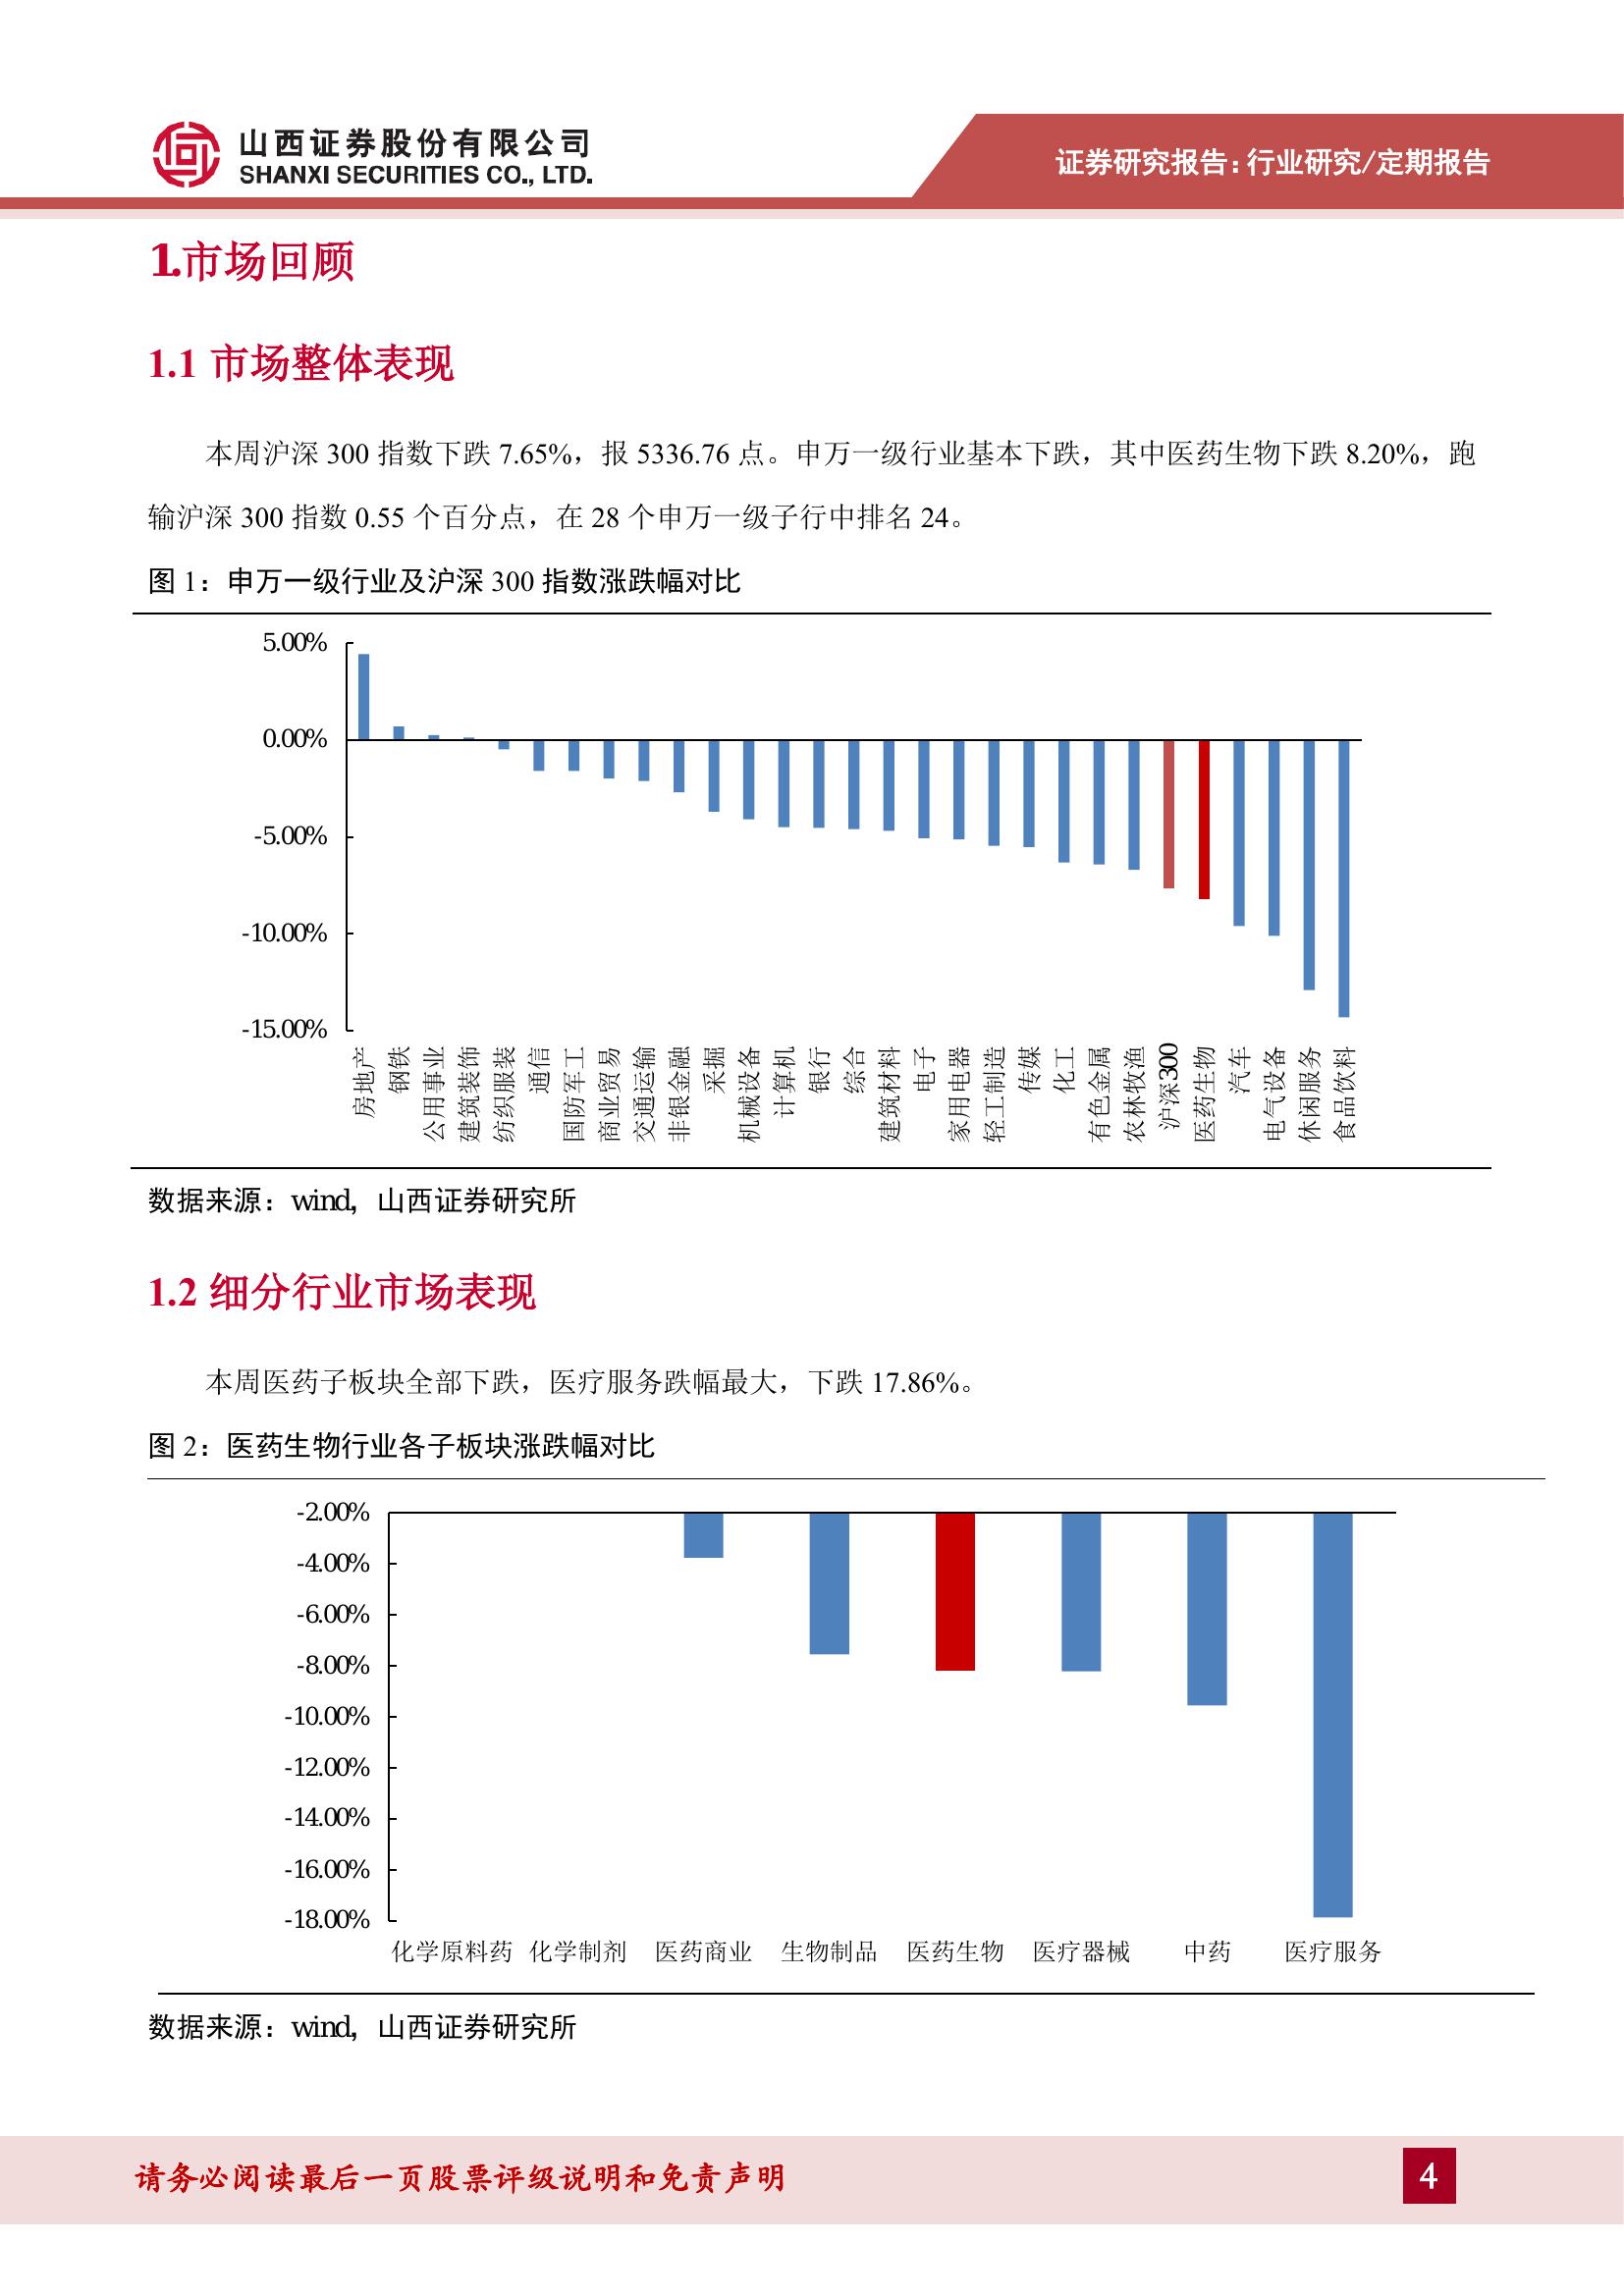 山西证券股份有限公司
SHANXI SECURITIES CO., LTD.
证券研究报告：行业研究/定期报告
1.市场回顾
1.1 市场整体表现
本周沪深 300 指数下跌 7.65%，报 5336.76 点。申万一级行业基本下跌，其中医药生物下跌 8.20%，跑
输沪深 300 指数 0.55 个百分点，在 28 个申万一级子行中排名 24。
图 1：申万一级行业及沪深 300 指数涨跌幅对比
5.00%
0.00%
-5.00%
-10.00%
-15.00%
房地产
钢铁
公用事业
建筑装饰
纺织服装
通信
国防军工
商业贸易
交通运输
非银金融
采掘
机械设备
计算机
银行
综合
建筑材料
电子
家用电器
轻工制造
传媒
化工
有色金属
农林牧渔
沪深300
医药生物
汽车
电气设备
休闲服务
食品饮料
数据来源：wind，山西证券研究所
1.2 细分行业市场表现
本周医药子板块全部下跌，医疗服务跌幅最大，下跌 17.86%。
图 2：医药生物行业各子板块涨跌幅对比
-2.00%
-4.00%
-6.00%
-8.00%
-10.00%
-12.00%
-14.00%
-16.00%
-18.00%
化学原料药 化学制剂 医药商业 生物制品 医药生物 医疗器械 中药 医疗服务
数据来源：wind，山西证券研究所
请务必阅读最后一页股票评级说明和免责声明
4